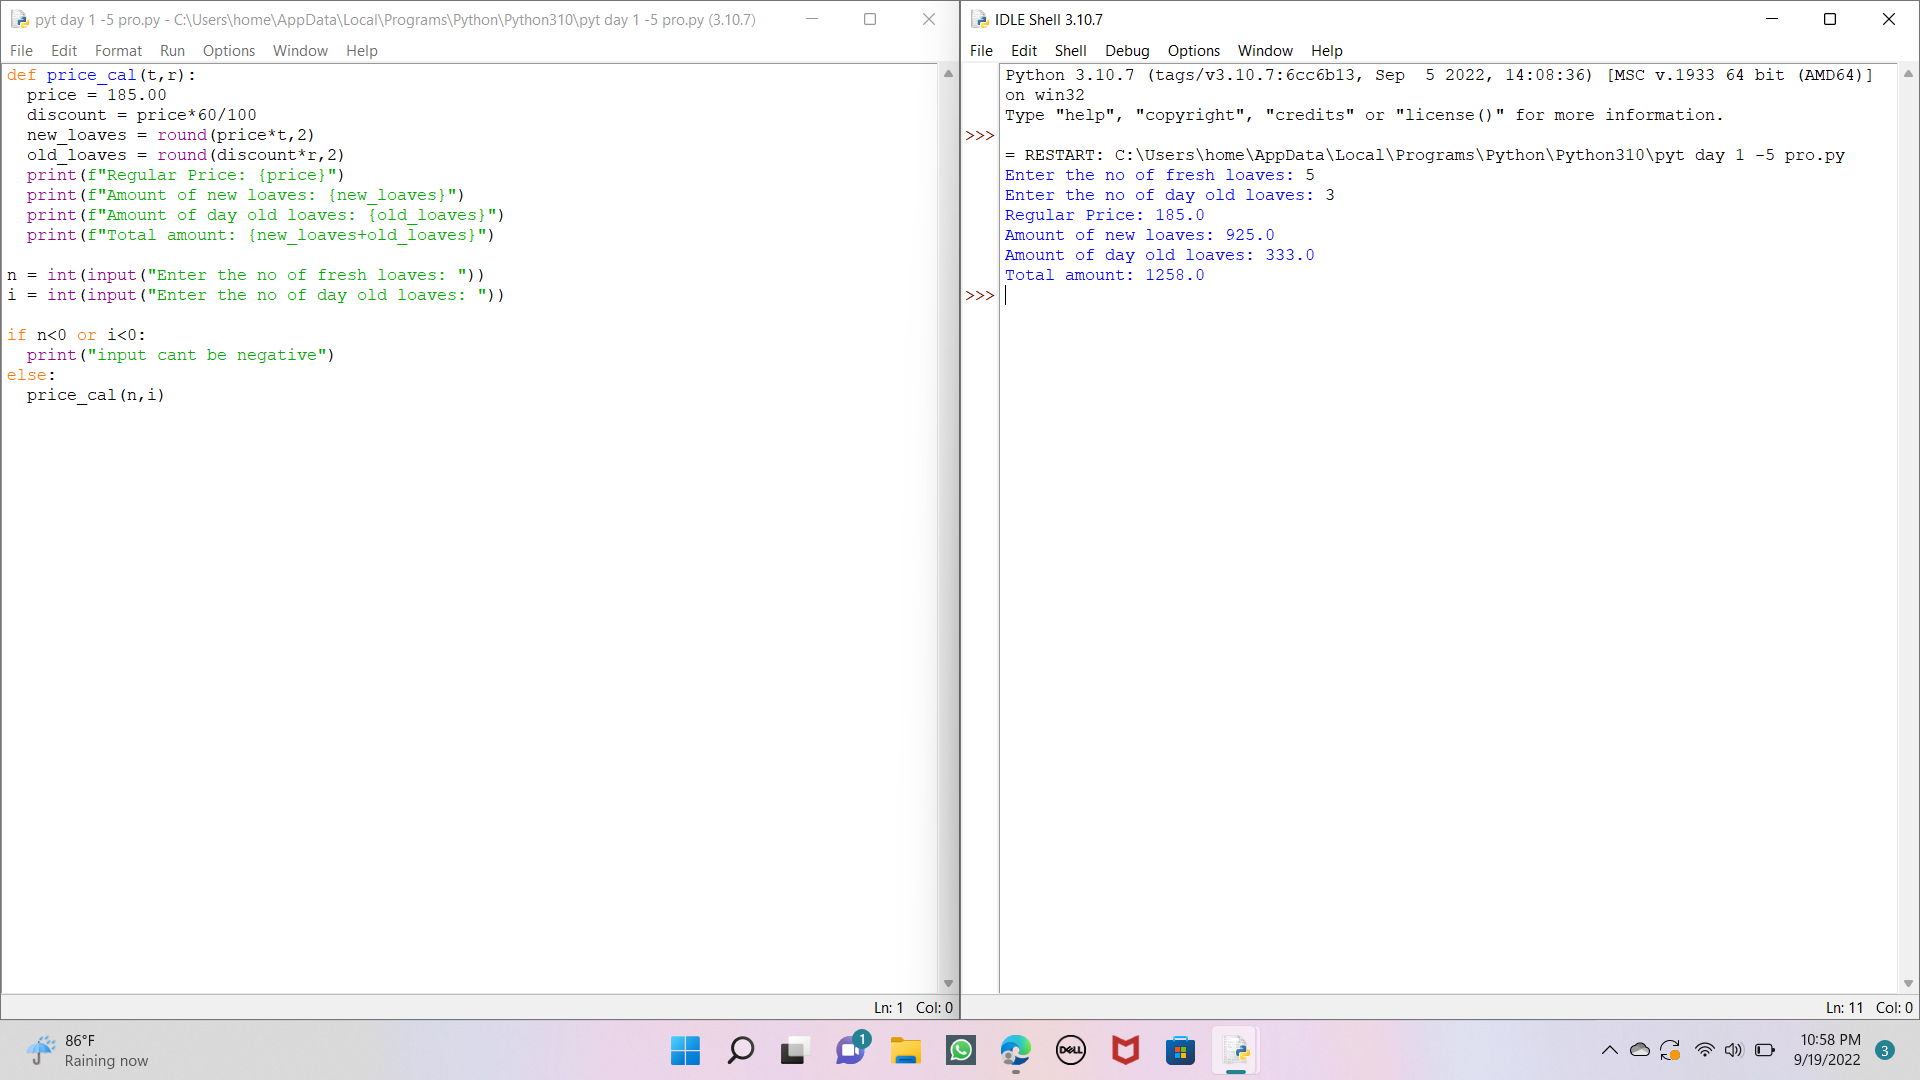 pyt day 1 -5 pro.py - C:\Users\home\AppData\Local\Programs\Python\Python310\pyt day 1 -5 pro.py (3.10.7)
File Edit Format Run Options Window Help
def price_cal(t,r):
  price = 185.00
  discount = price*60/100
  new_loaves = round(price*t,2)
  old_loaves = round(discount*r,2)
  print(f"Regular Price: {price}")
  print(f"Amount of new loaves: {new_loaves}")
  print(f"Amount of day old loaves: {old_loaves}")
  print(f"Total amount: {new_loaves+old_loaves}")
n = int(input("Enter the no of fresh loaves: "))
i = int(input("Enter the no of day old loaves: "))
if n<0 or i<0:
  print("input cant be negative")
else:
  price_cal(n,i)
Ln: 1 Col: 0
IDLE Shell 3.10.7
File Edit Shell Debug Options Window Help
Python 3.10.7 (tags/v3.10.7:6cc6b13, Sep  5 2022, 14:08:36) [MSC v.1933 64 bit (AMD64)]
on win32
Type "help", "copyright", "credits" or "license()" for more information.
>>>
= RESTART: C:\Users\home\AppData\Local\Programs\Python\Python310\pyt day 1 -5 pro.py
Enter the no of fresh loaves: 5
Enter the no of day old loaves: 3
Regular Price: 185.0
Amount of new loaves: 925.0
Amount of day old loaves: 333.0
Total amount: 1258.0
>>>
Ln: 11 Col: 0
86°F
Raining now
1
DELL
10:58 PM
9/19/2022
3